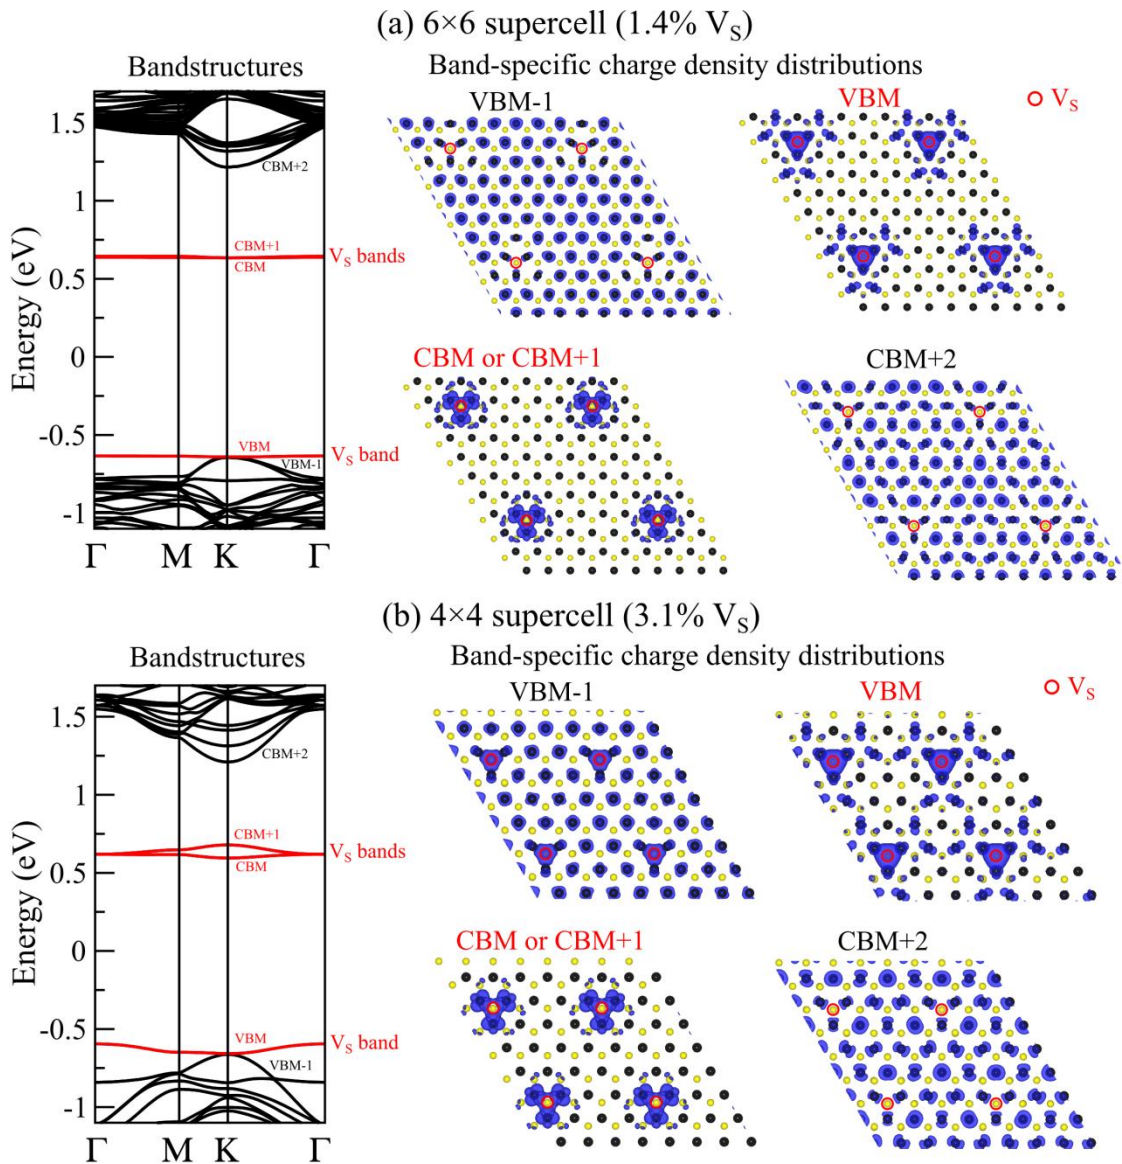 (a) 6×6 supercell (1.4% V_S)
Bandstructures
Band-specific charge density distributions
VBM-1
VBM
V_S
1.5
CBM+2
1
CBM+1
V_S bands
CBM
0.5
Energy (eV)
0
CBM or CBM+1
CBM+2
-0.5
VBM
V_S band
VBM-1
-1
Γ M K Γ
(b) 4×4 supercell (3.1% V_S)
Bandstructures
Band-specific charge density distributions
VBM-1
VBM
V_S
1.5
CBM+2
1
CBM+1
V_S bands
CBM
0.5
Energy (eV)
0
CBM or CBM+1
CBM+2
-0.5
VBM
V_S band
VBM-1
-1
Γ M K Γ